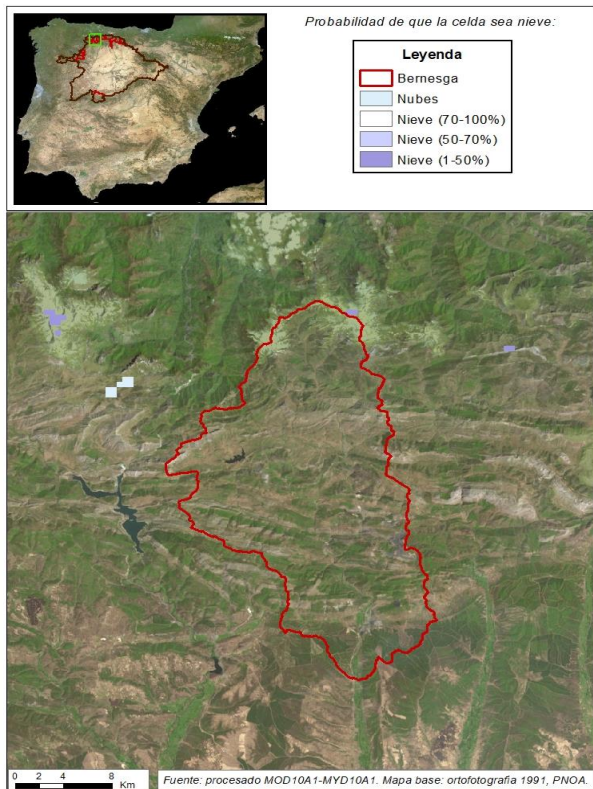 Probabilidad de que la celda sea nieve:
Leyenda
Bernesga
Nubes
Nieve (70-100%)
Nieve (50-70%)
Nieve (1-50%)
0 2 4 8
Km
Fuente: procesado MOD10A1-MYD10A1. Mapa base: ortofotografia 1991, PNOA.